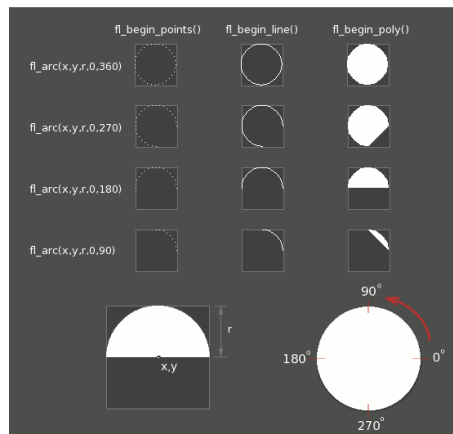 fl_begin_points() fl_begin_line() fl_begin_poly()
fl_arc(x,y,r,0,360)
fl_arc(x,y,r,0,270)
fl_arc(x,y,r,0,180)
fl_arc(x,y,r,0,90)
90°
r
180° 0°
x,y
270°